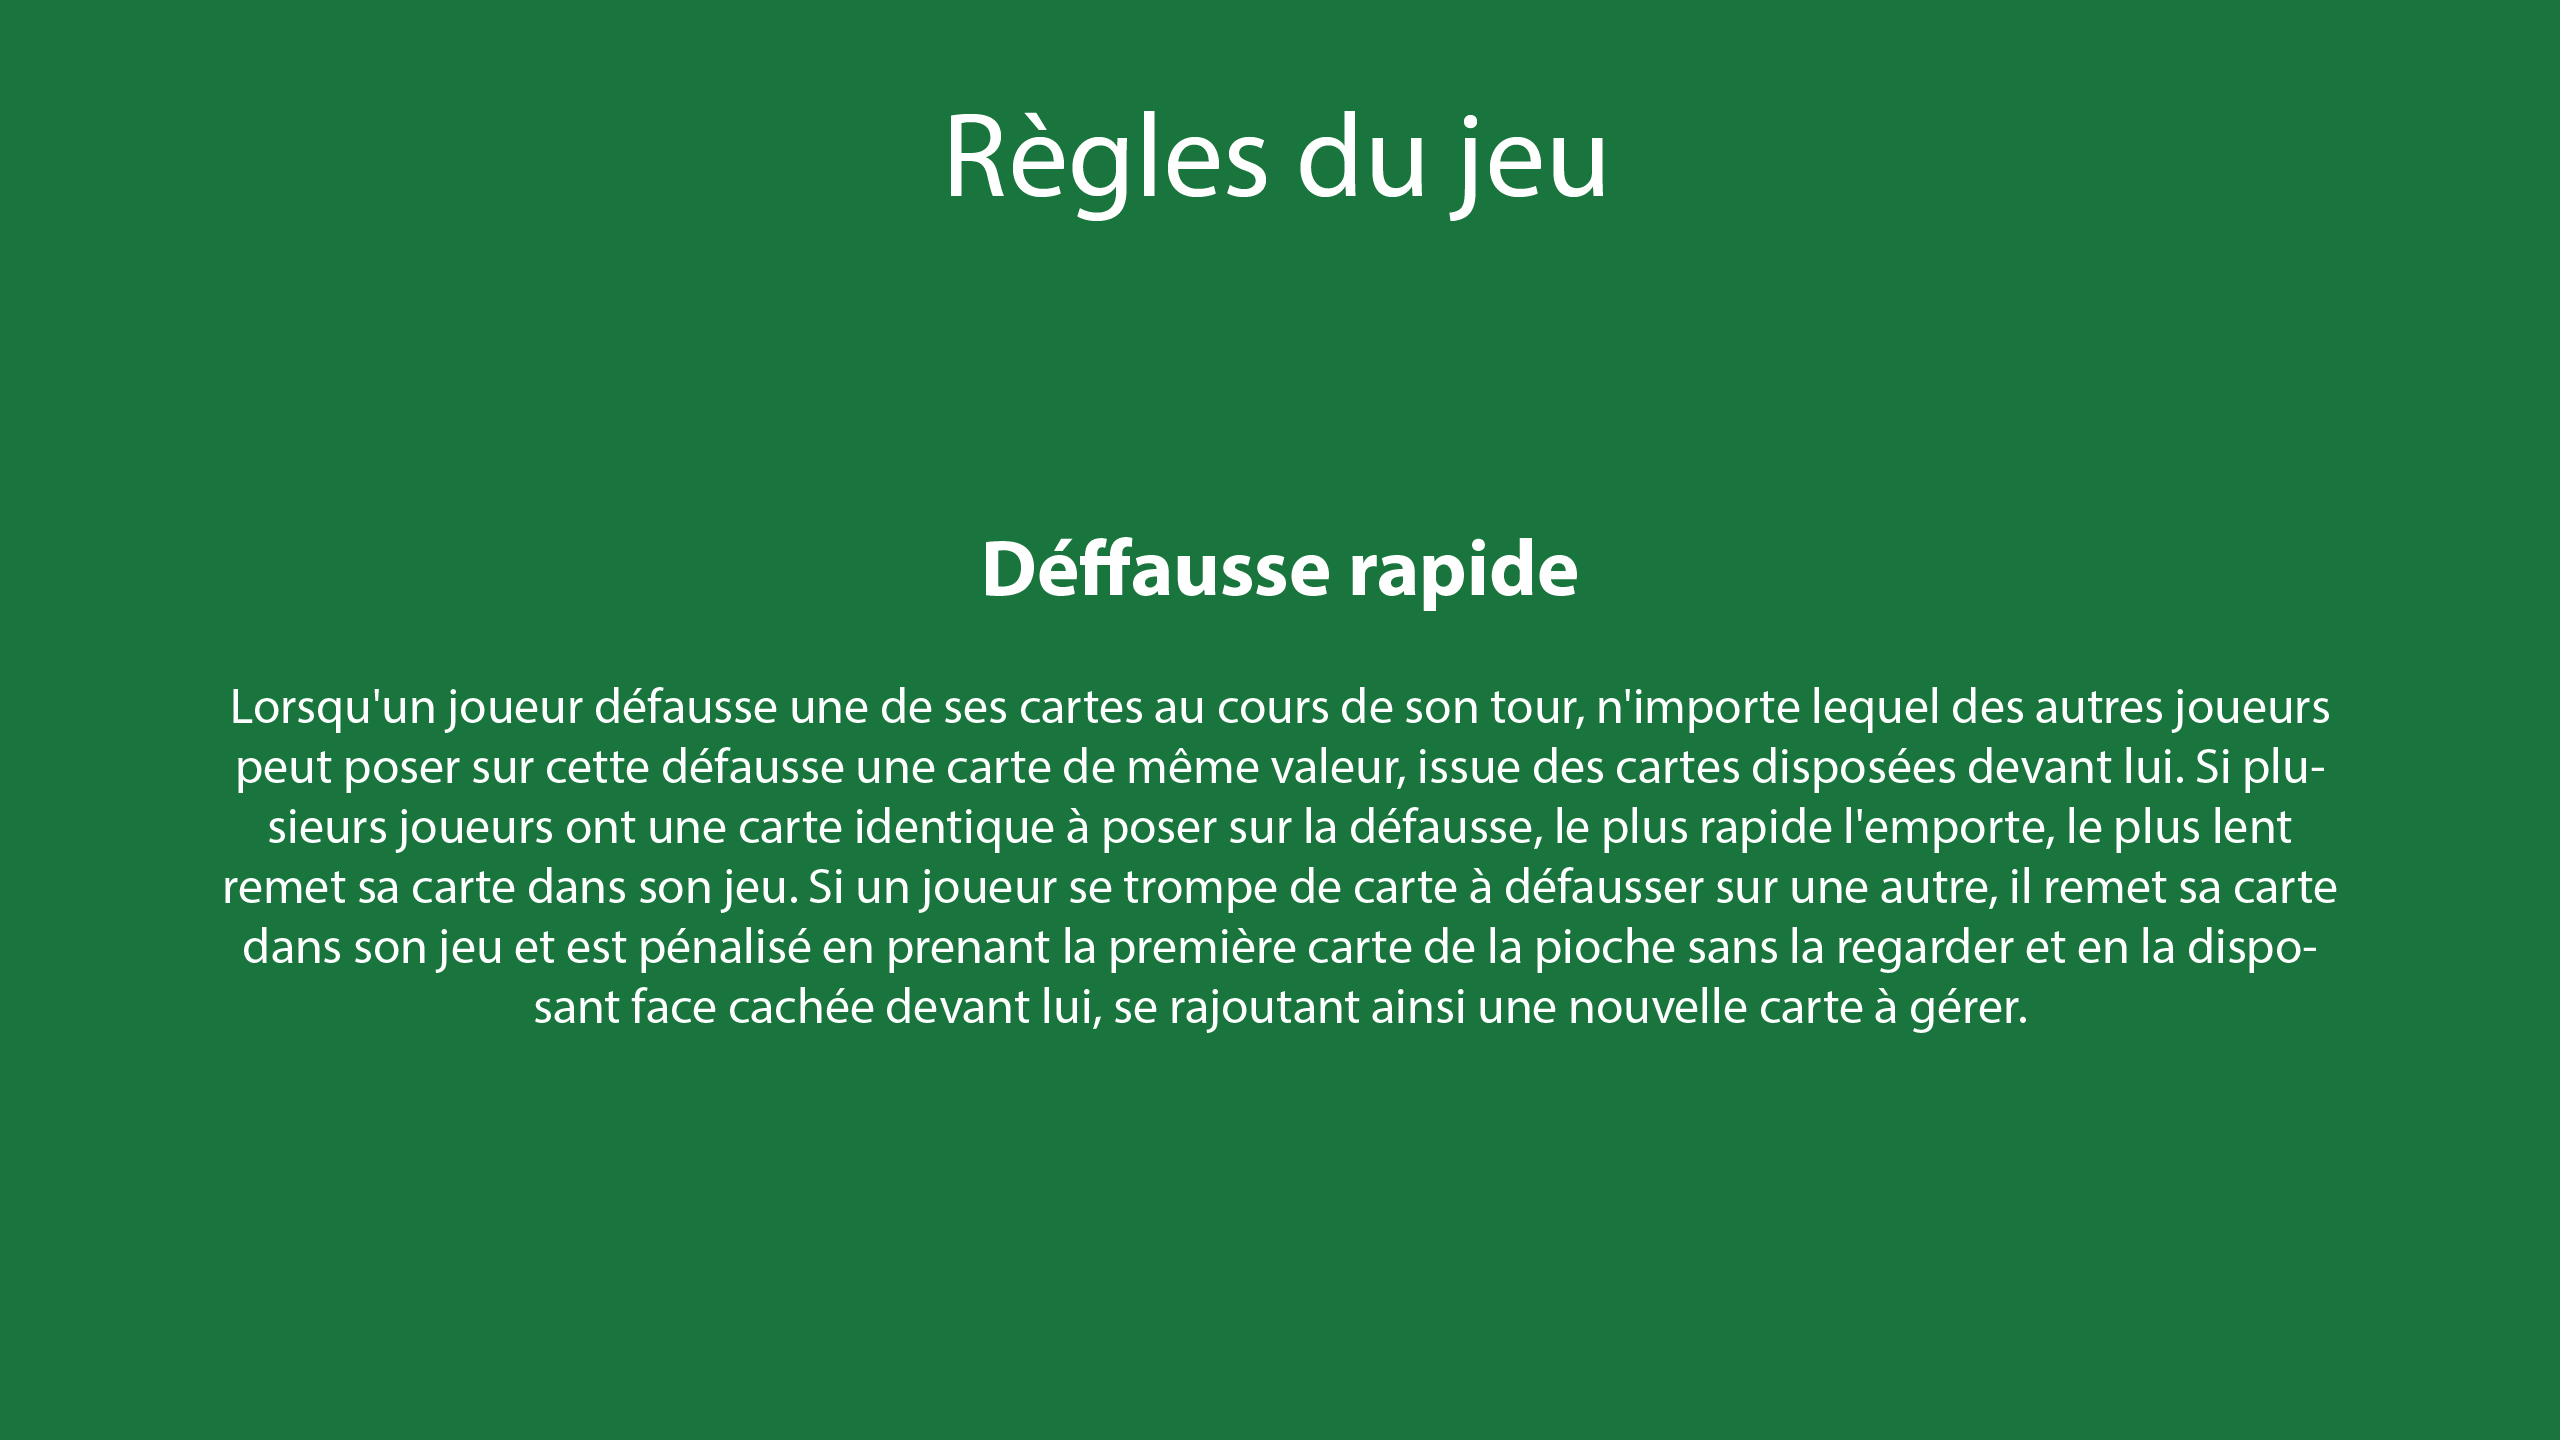 Règles du jeu
Déffausse rapide
Lorsqu'un joueur défausse une de ses cartes au cours de son tour, n'importe lequel des autres joueurs
peut poser sur cette défausse une carte de même valeur, issue des cartes disposées devant lui. Si plu-
sieurs joueurs ont une carte identique à poser sur la défausse, le plus rapide l'emporte, le plus lent
remet sa carte dans son jeu. Si un joueur se trompe de carte à défausser sur une autre, il remet sa carte
dans son jeu et est pénalisé en prenant la première carte de la pioche sans la regarder et en la dispo-
sant face cachée devant lui, se rajoutant ainsi une nouvelle carte à gérer.